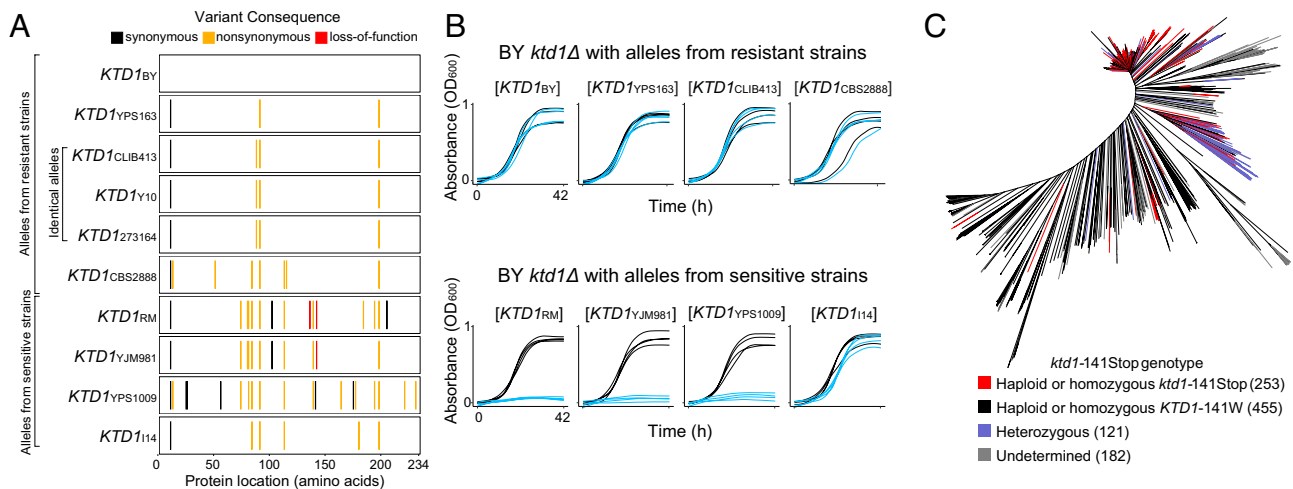 A
Variant Consequence
synonymous nonsynonymous loss-of-function
Alleles from resistant strains
Identical alleles
Alleles from sensitive strains
KTD1BY
KTD1YPS163
KTD1CLIB413
KTD1Y10
KTD1273164
KTD1CBS2888
KTD1RM
KTD1YJM981
KTD1YPS1009
KTD1I14
0 50 100 150 200 234
Protein location (amino acids)
B
BY ktd1Δ with alleles from resistant strains
[KTD1BY] [KTD1YPS163] [KTD1CLIB413] [KTD1CBS2888]
Absorbance (OD600)
1
0
0 42
Time (h)
BY ktd1Δ with alleles from sensitive strains
[KTD1RM] [KTD1YJM981] [KTD1YPS1009] [KTD1I14]
Absorbance (OD600)
1
0
0 42
Time (h)
C
ktd1-141Stop genotype
Haploid or homozygous ktd1-141Stop (253)
Haploid or homozygous KTD1-141W (455)
Heterozygous (121)
Undetermined (182)